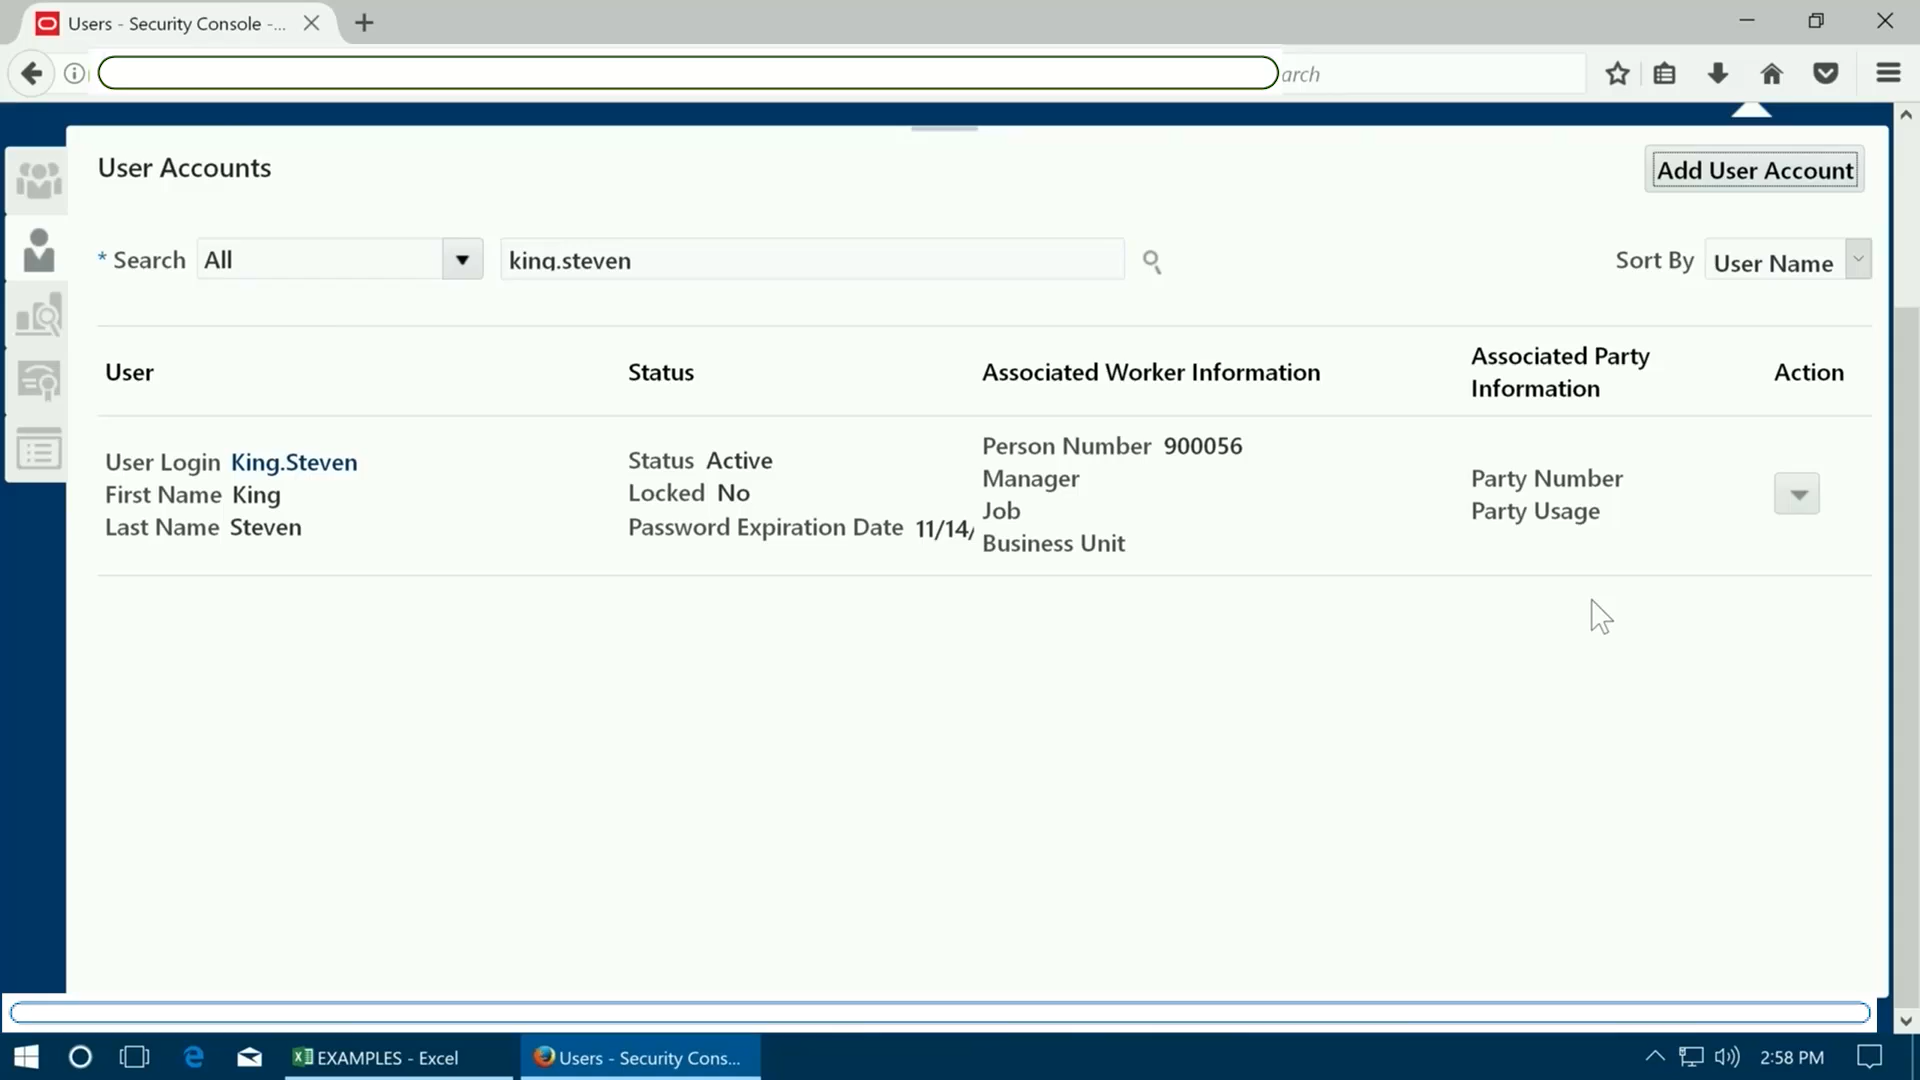 Users - Security Console -...
arch
User Accounts
Add User Account
* Search All king.steven
Sort By User Name
User Status Associated Worker Information Associated Party Information Action
User Login King.Steven
First Name King
Last Name Steven
Status Active
Locked No
Password Expiration Date 11/14/
Person Number 900056
Manager
Job
Business Unit
Party Number
Party Usage
EXAMPLES - Excel
Users - Security Cons...
2:58 PM